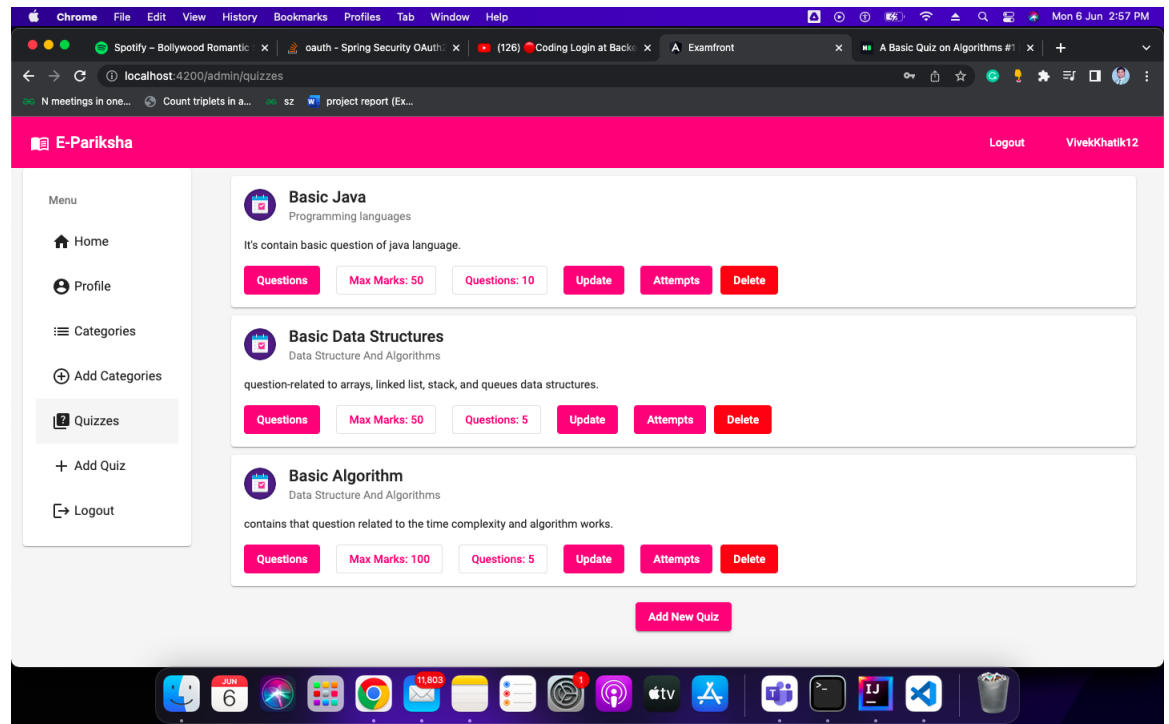 Chrome File Edit View History Bookmarks Profiles Tab Window Help Mon 6 Jun 2:57 PM
Spotify – Bollywood Romantic oauth - Spring Security OAuth2 (126) 🔴Coding Login at Backe Examfront A Basic Quiz on Algorithms #1
localhost:4200/admin/quizzes
N meetings in one... Count triplets in a... sz project report (Ex...
E-Pariksha Logout VivekKhatik12
Menu
Home
Profile
Categories
Add Categories
Quizzes
Add Quiz
Logout
Basic Java
Programming languages
It's contain basic question of java language.
Questions Max Marks: 50 Questions: 10 Update Attempts Delete
Basic Data Structures
Data Structure And Algorithms
question-related to arrays, linked list, stack, and queues data structures.
Questions Max Marks: 50 Questions: 5 Update Attempts Delete
Basic Algorithm
Data Structure And Algorithms
contains that question related to the time complexity and algorithm works.
Questions Max Marks: 100 Questions: 5 Update Attempts Delete
Add New Quiz
JUN
6
11,803
1
tv
IJ